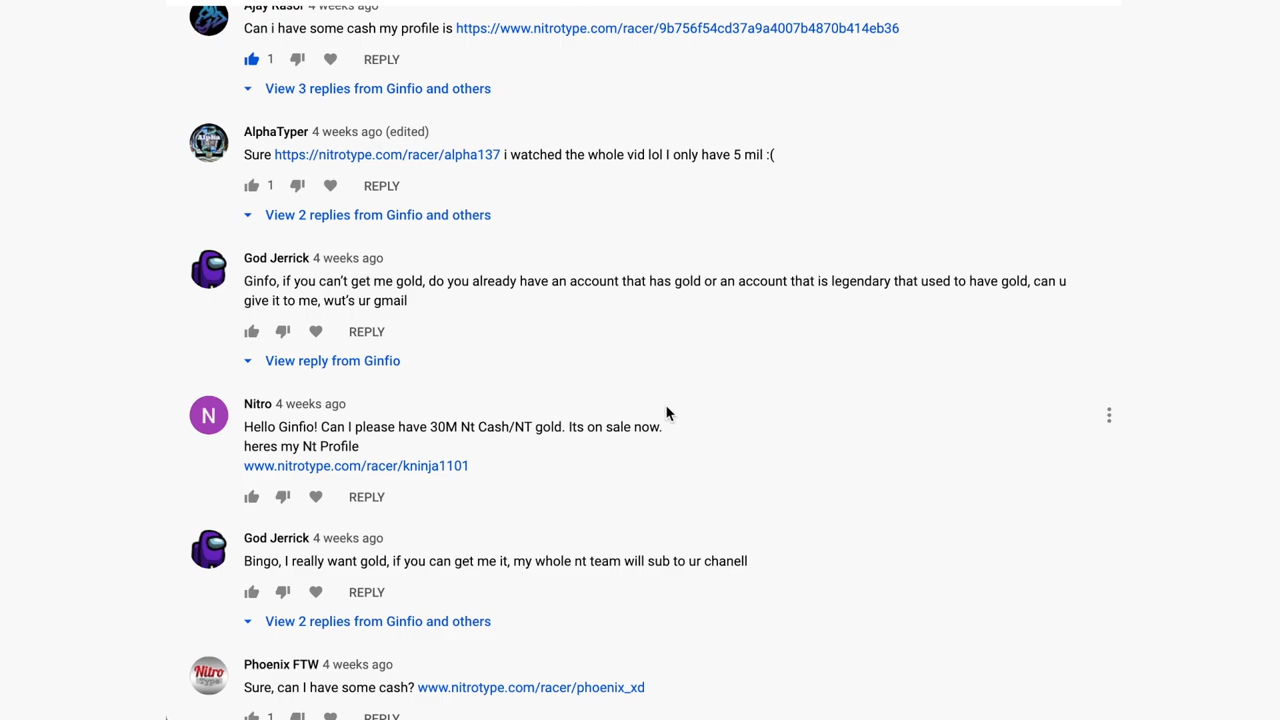 Ajay Rasor 4 weeks ago
Can i have some cash my profile is https://www.nitrotype.com/racer/9b756f54cd37a9a4007b4870b414eb36
1 REPLY
View 3 replies from Ginfio and others
AlphaTyper 4 weeks ago (edited)
Sure https://nitrotype.com/racer/alpha137 i watched the whole vid lol I only have 5 mil :(
1 REPLY
View 2 replies from Ginfio and others
God Jerrick 4 weeks ago
Ginfo, if you can’t get me gold, do you already have an account that has gold or an account that is legendary that used to have gold, can u
give it to me, wut’s ur gmail
REPLY
View reply from Ginfio
N
Nitro 4 weeks ago
Hello Ginfio! Can I please have 30M Nt Cash/NT gold. Its on sale now.
heres my Nt Profile
www.nitrotype.com/racer/kninja1101
REPLY
God Jerrick 4 weeks ago
Bingo, I really want gold, if you can get me it, my whole nt team will sub to ur chanell
REPLY
View 2 replies from Ginfio and others
Nitro
Phoenix FTW 4 weeks ago
Sure, can I have some cash? www.nitrotype.com/racer/phoenix_xd
1 REPLY